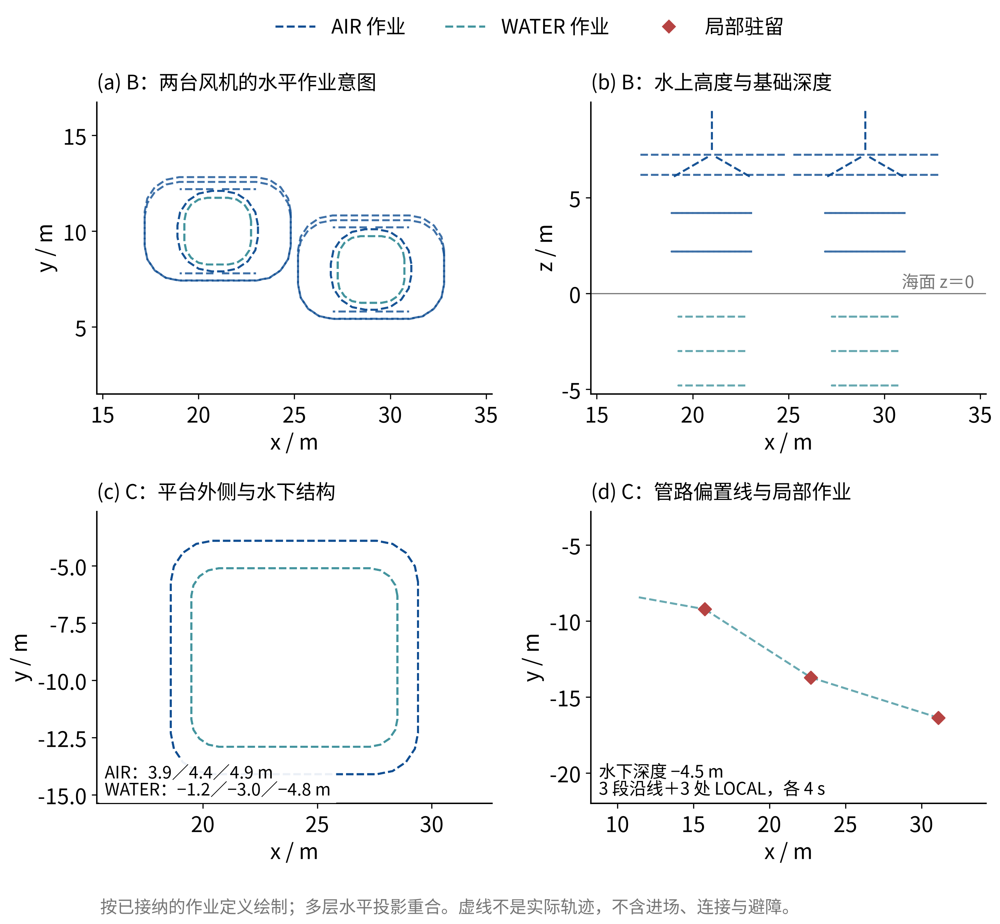 AIR 作业
WATER 作业
局部驻留
(a) B：两台风机的水平作业意图
15
10
5
y / m
15
20
25
30
35
x / m
(b) B：水上高度与基础深度
5
0
-5
z / m
海面 z＝0
15
20
25
30
35
x / m
(c) C：平台外侧与水下结构
-5.0
-7.5
-10.0
-12.5
-15.0
y / m
AIR：3.9／4.4／4.9 m
WATER：−1.2／−3.0／−4.8 m
20
25
30
x / m
(d) C：管路偏置线与局部作业
-5
-10
-15
-20
y / m
水下深度 −4.5 m
3 段沿线＋3 处 LOCAL，各 4 s
10
15
20
25
30
x / m
按已接纳的作业定义绘制；多层水平投影重合。虚线不是实际轨迹，不含进场、连接与避障。